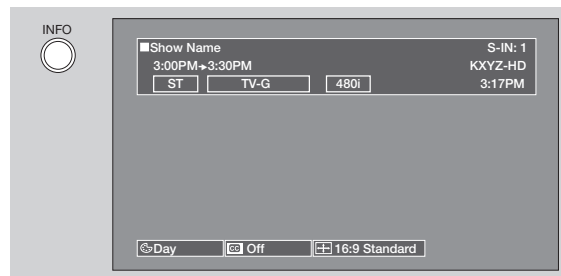 INFO
■Show Name S-IN: 1
3:00PM→3:30PM KXYZ-HD
ST TV-G 480i 3:17PM
Day CC Off 16:9 Standard